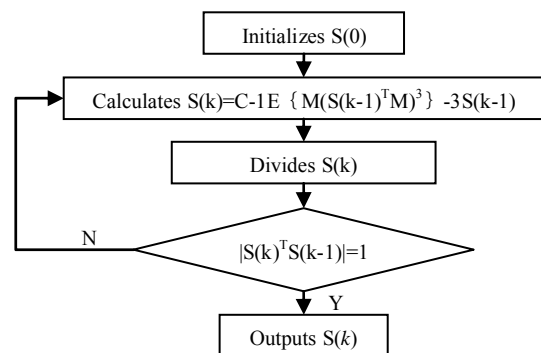 Initializes S(0)
Calculates S(k)=C-1E｛M(S(k-1)ᵀM)³｝-3S(k-1)
Divides S(k)
N
|S(k)ᵀS(k-1)|=1
Y
Outputs S(k)